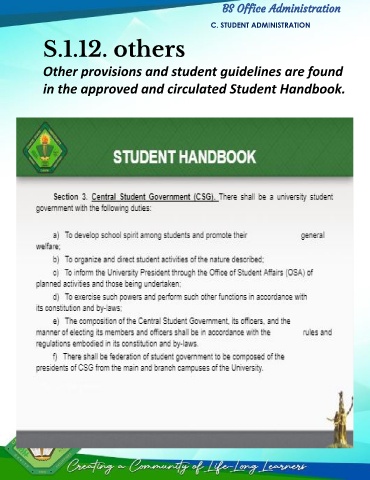 BS Office Administration
C. STUDENT ADMINISTRATION
S.1.12. others
Other provisions and student guidelines are found
in the approved and circulated Student Handbook.
STUDENT HANDBOOK
Section 3. Central Student Government (CSG). There shall be a university student
government with the following duties:
a) To develop school spirit among students and promote their general
welfare;
b) To organize and direct student activities of the nature described;
c) To inform the University President through the Office of Student Affairs (OSA) of
planned activities and those being undertaken;
d) To exercise such powers and perform such other functions in accordance with
its constitution and by-laws;
e) The composition of the Central Student Government, its officers, and the
manner of electing its members and officers shall be in accordance with the rules and
regulations embodied in its constitution and by-laws.
f) There shall be federation of student government to be composed of the
presidents of CSG from the main and branch campuses of the University.
Creating a Community of Life-Long Learners